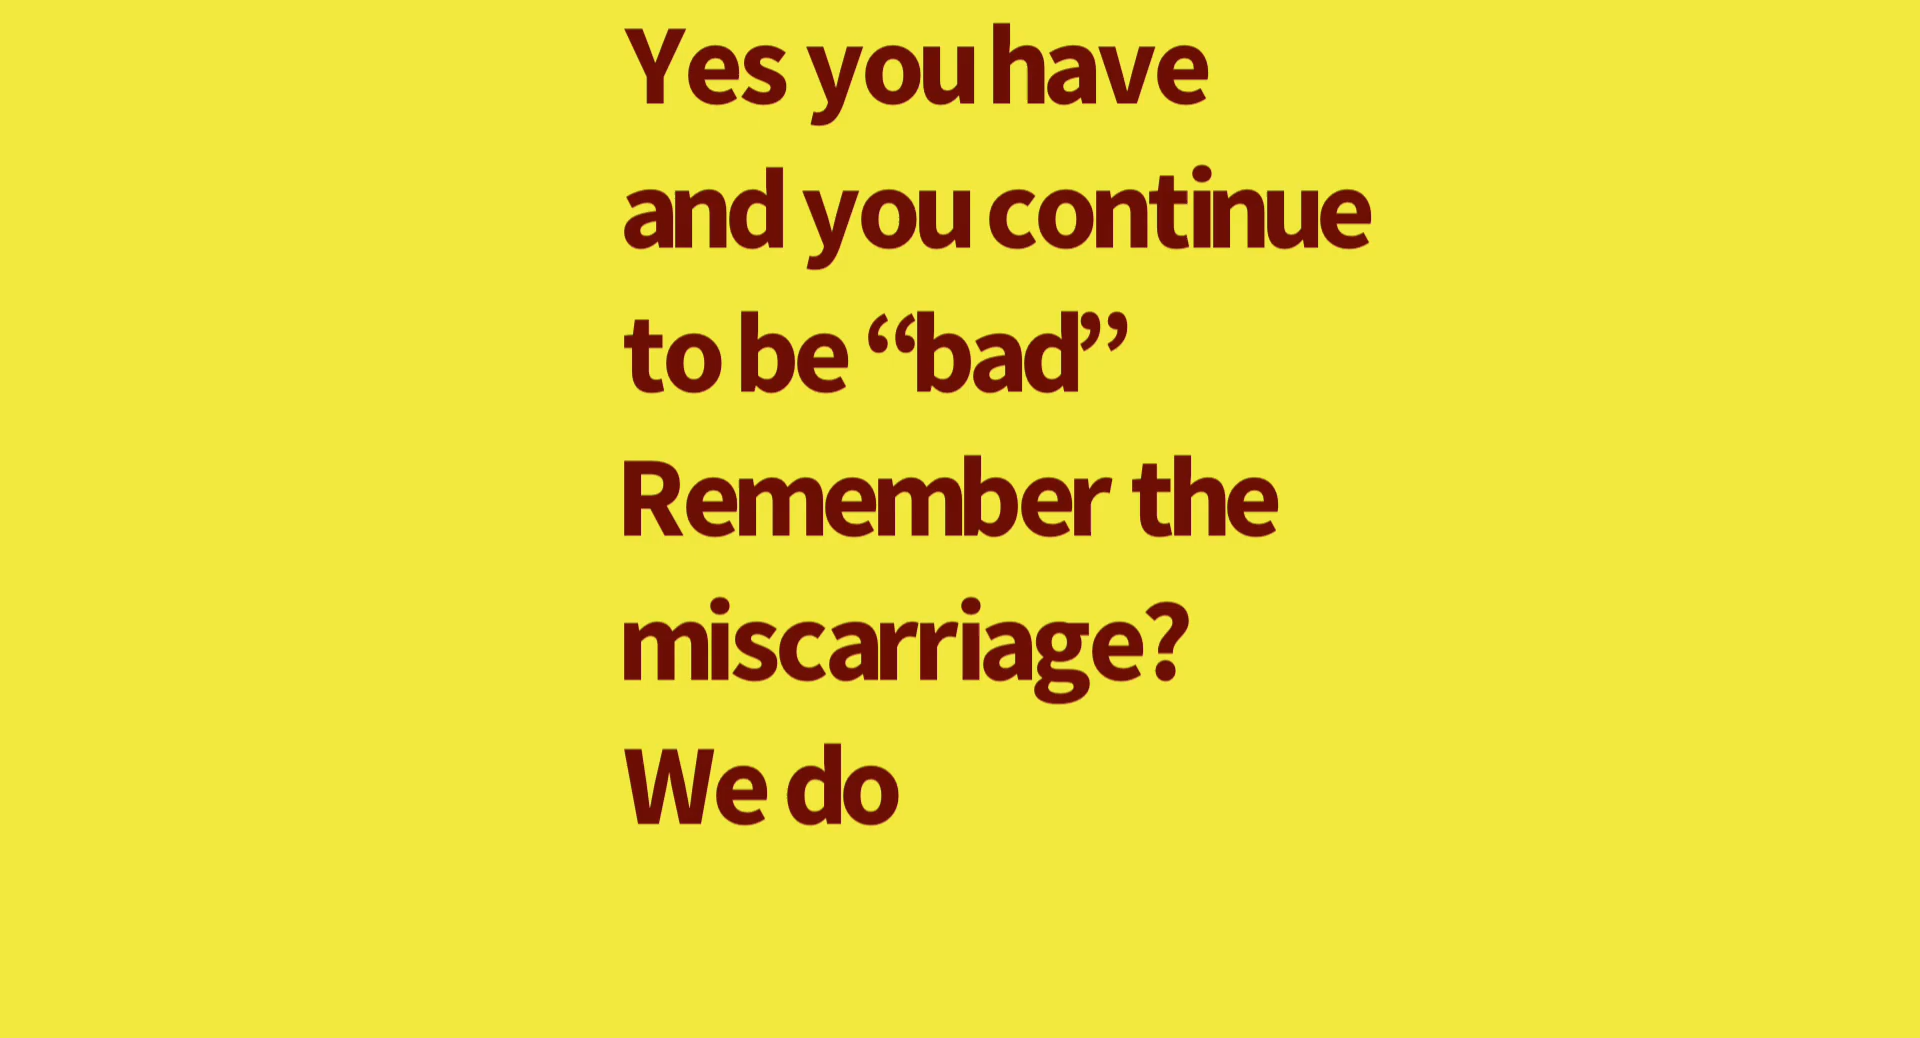 Yes you have
and you continue
to be “bad”
Remember the
miscarriage?
We do